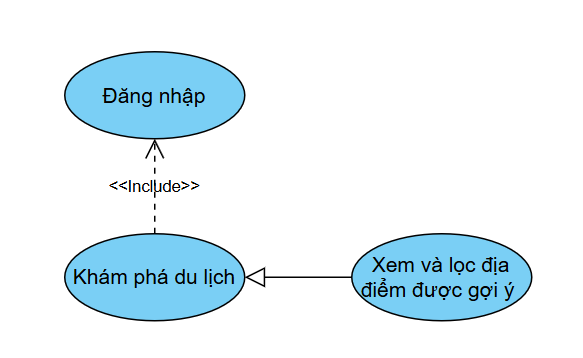 Đăng nhập
<<Include>>
Khám phá du lịch
Xem và lọc địa
điểm được gợi ý